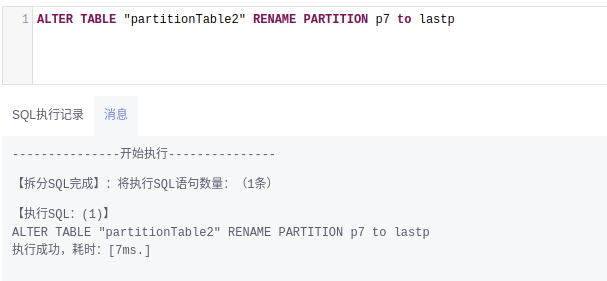 1 ALTER TABLE "partitionTable2" RENAME PARTITION p7 to lastp
SQL执行记录 消息
---------------开始执行---------------
【拆分SQL完成】：将执行SQL语句数量：（1条）
【执行SQL：(1)】
ALTER TABLE "partitionTable2" RENAME PARTITION p7 to lastp
执行成功，耗时：[7ms.]